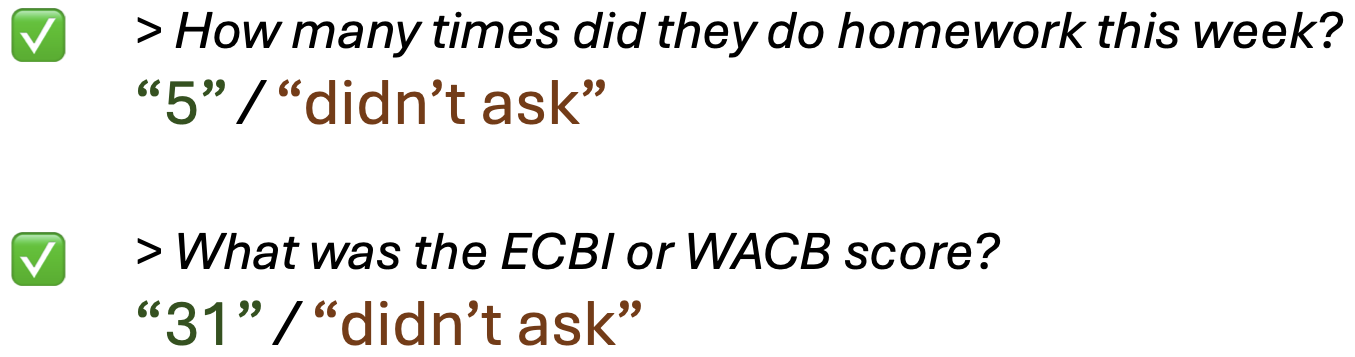 ✅ > How many times did they do homework this week?
“5” / “didn’t ask”
✅ > What was the ECBI or WACB score?
“31” / “didn’t ask”